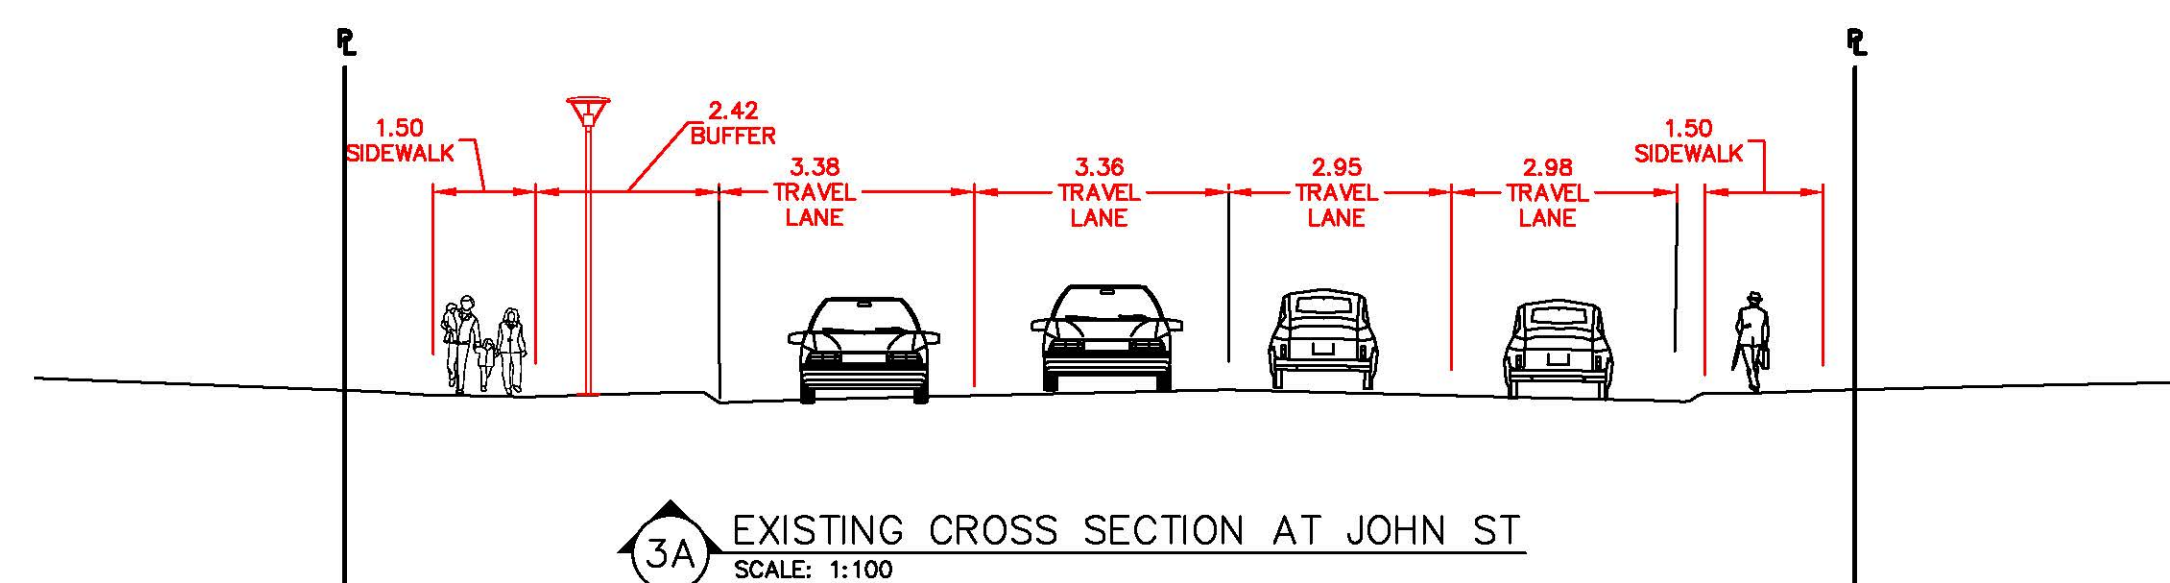 PL
PL
1.50
SIDEWALK
2.42
BUFFER
3.38
TRAVEL
LANE
3.36
TRAVEL
LANE
2.95
TRAVEL
LANE
2.98
TRAVEL
LANE
1.50
SIDEWALK
3A
EXISTING CROSS SECTION AT JOHN ST
SCALE: 1:100